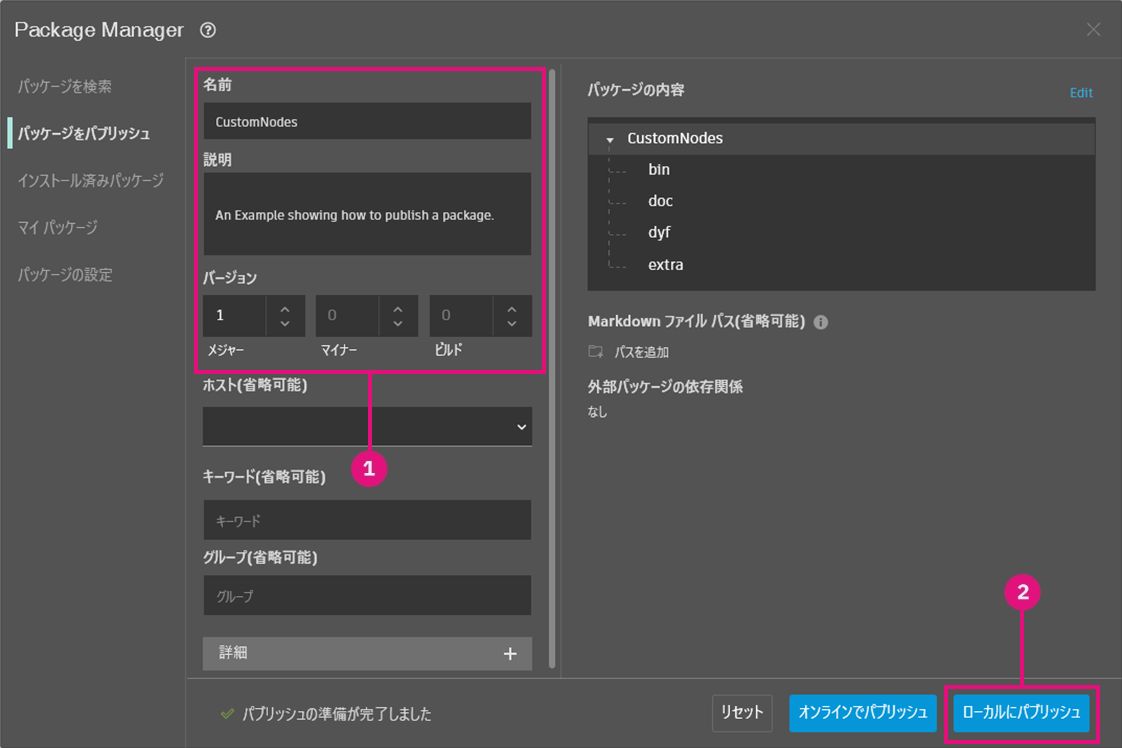 Package Manager ?
パッケージを検索
パッケージをパブリッシュ
インストール済みパッケージ
マイ パッケージ
パッケージの設定
名前
CustomNodes
説明
An Example showing how to publish a package.
バージョン
1 0 0
メジャー マイナー ビルド
ホスト(省略可能)
1
キーワード(省略可能)
キーワード
グループ(省略可能)
グループ
詳細 +
パッケージの内容 Edit
CustomNodes
bin
doc
dyf
extra
Markdown ファイル パス(省略可能) i
パスを追加
外部パッケージの依存関係
なし
2
パブリッシュの準備が完了しました
リセット
オンラインでパブリッシュ
ローカルにパブリッシュ